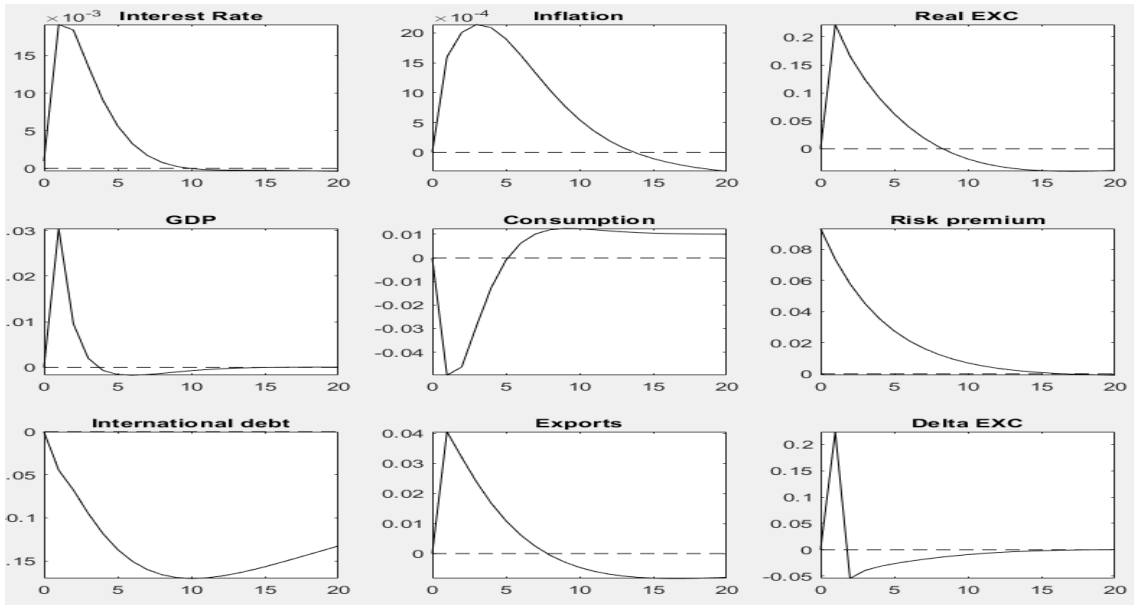 Interest Rate
×10^-3
15
10
5
0
0 5 10 15 20
Inflation
×10^-4
20
15
10
5
0
0 5 10 15 20
Real EXC
0.2
0.15
0.1
0.05
0
0 5 10 15 20
GDP
.03
.02
.01
0
0 5 10 15 20
Consumption
0.01
0
-0.01
-0.02
-0.03
-0.04
0 5 10 15 20
Risk premium
0.08
0.06
0.04
0.02
0
0 5 10 15 20
International debt
0
.05
-0.1
.15
0 5 10 15 20
Exports
0.04
0.03
0.02
0.01
0
0 5 10 15 20
Delta EXC
0.2
0.15
0.1
0.05
0
-0.05
0 5 10 15 20